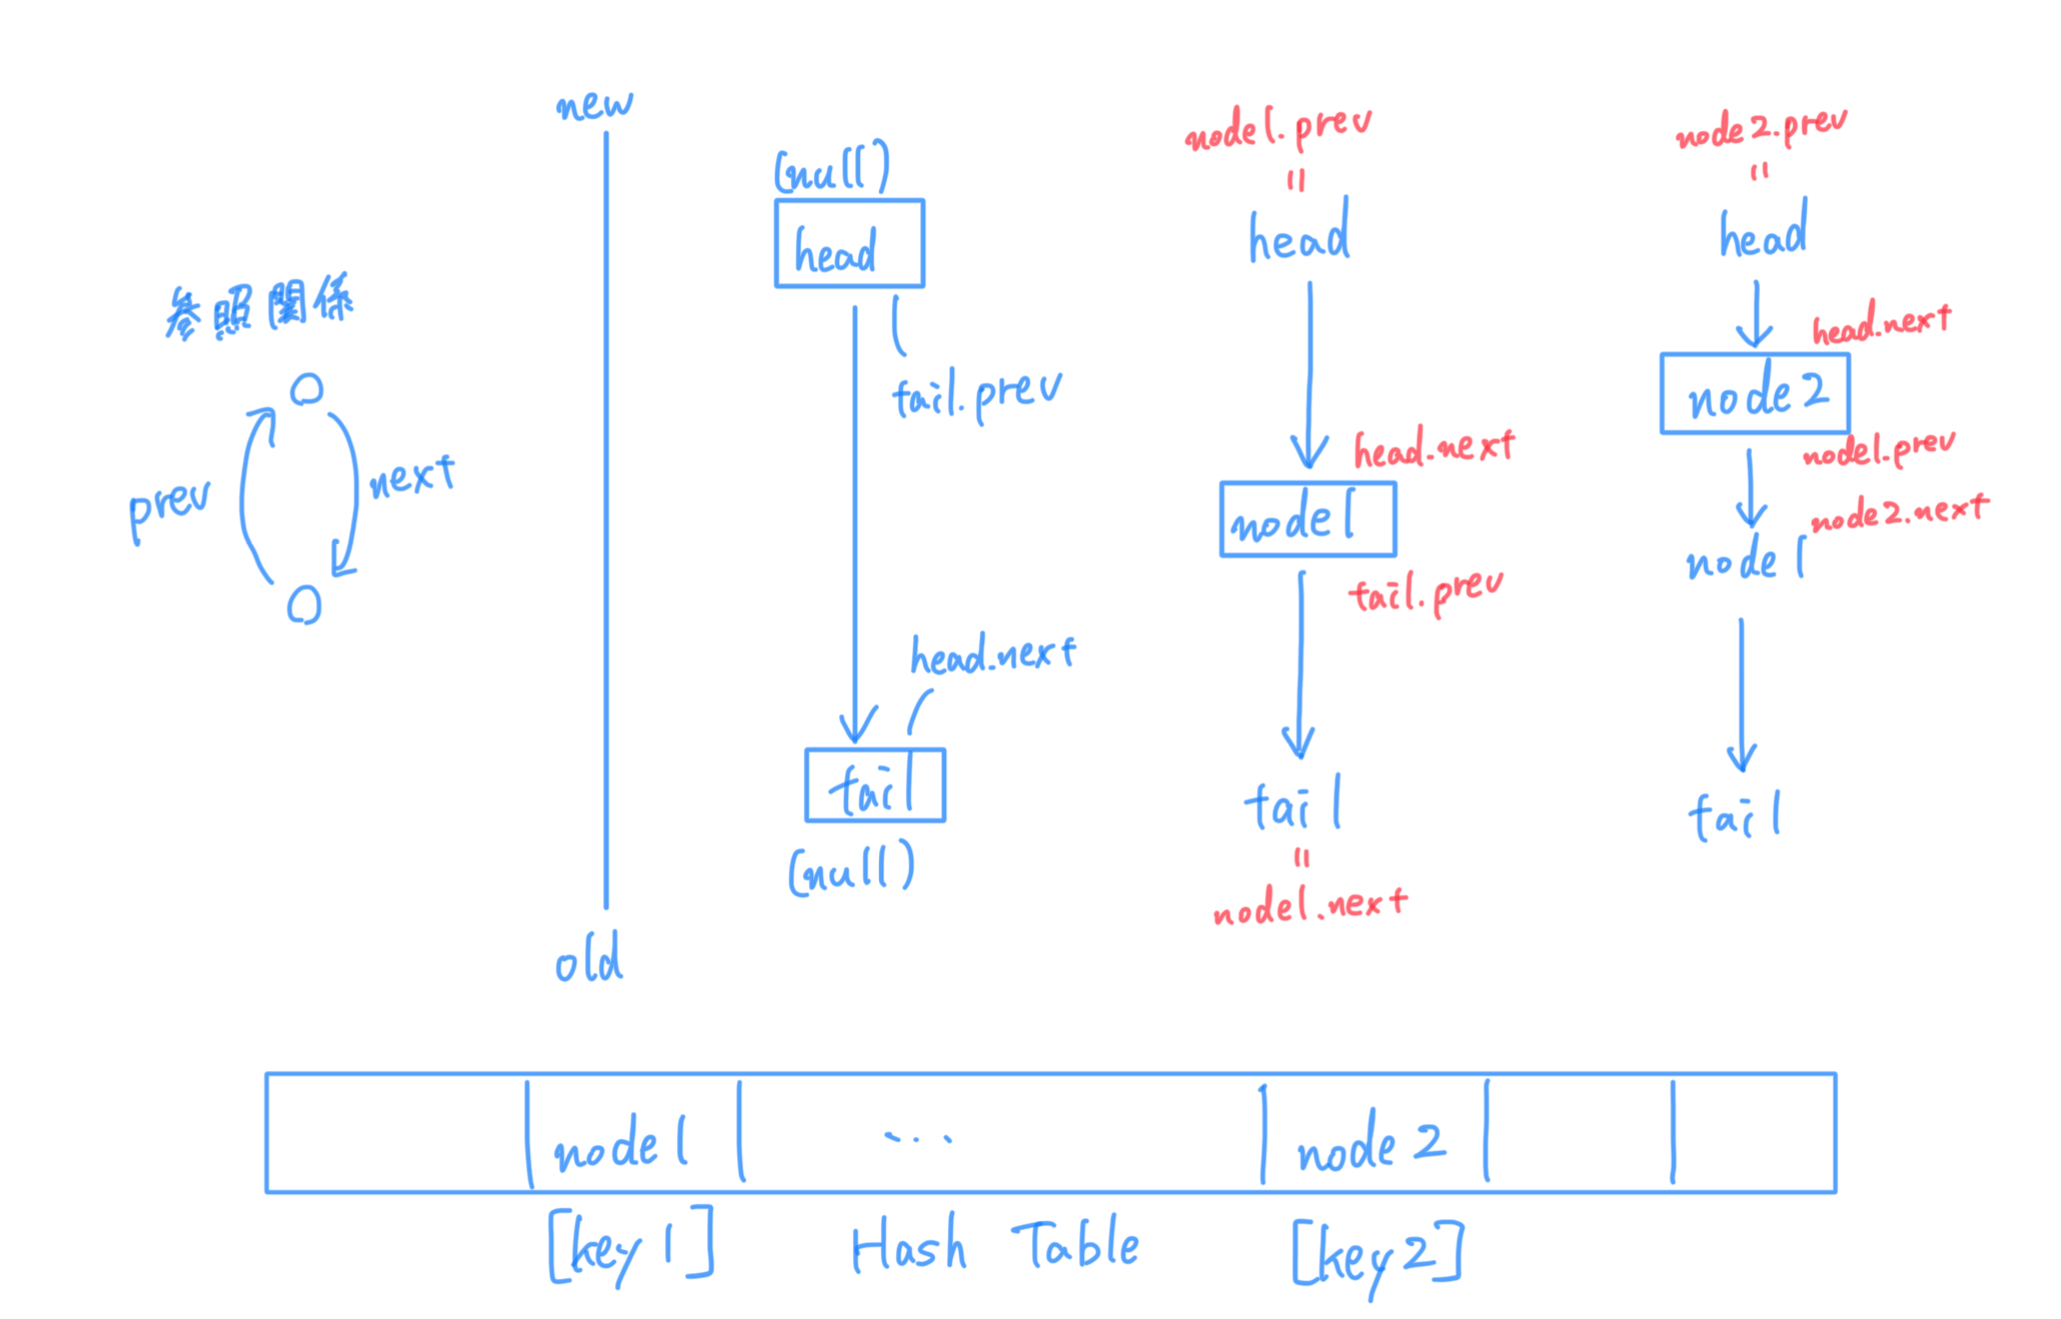 参照関係
prev
next
new
old
(null)
head
tail.prev
head.next
tail
(null)
node1.prev
=
head
head.next
node1
tail.prev
tail
=
node1.next
node2.prev
=
head
head.next
node2
node1.prev
node2.next
node1
tail
node1 ... node2
[key1] Hash Table [key2]